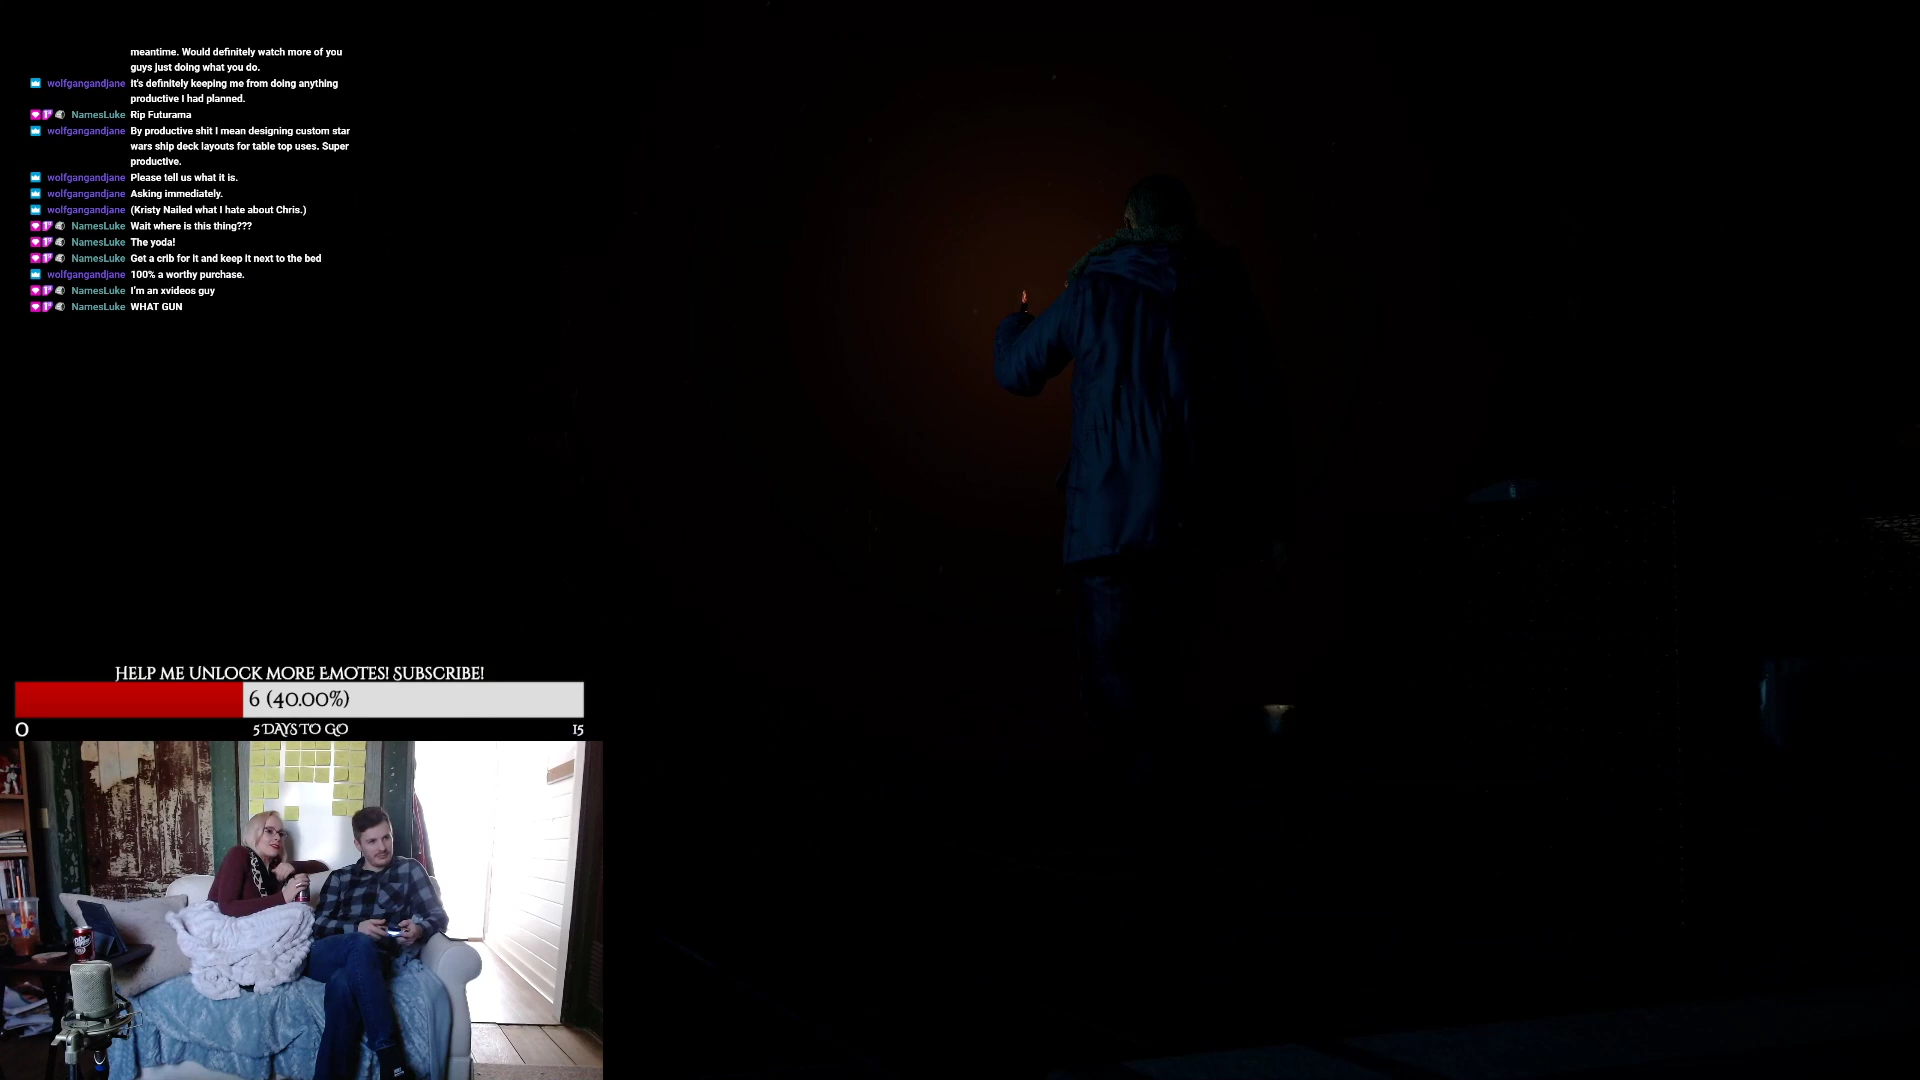 meantime. Would definitely watch more of you
guys just doing what you do.
wolfgangandjane It's definitely keeping me from doing anything
productive I had planned.
NamesLuke Rip Futurama
wolfgangandjane By productive shit I mean designing custom star
wars ship deck layouts for table top uses. Super
productive.
wolfgangandjane Please tell us what it is.
wolfgangandjane Asking immediately.
wolfgangandjane (Kristy Nailed what I hate about Chris.)
NamesLuke Wait where is this thing???
NamesLuke The yoda!
NamesLuke Get a crib for it and keep it next to the bed
wolfgangandjane 100% a worthy purchase.
NamesLuke I'm an xvideos guy
NamesLuke WHAT GUN
Help me unlock more emotes! Subscribe!
6 (40.00%)
0 5 days to go 15